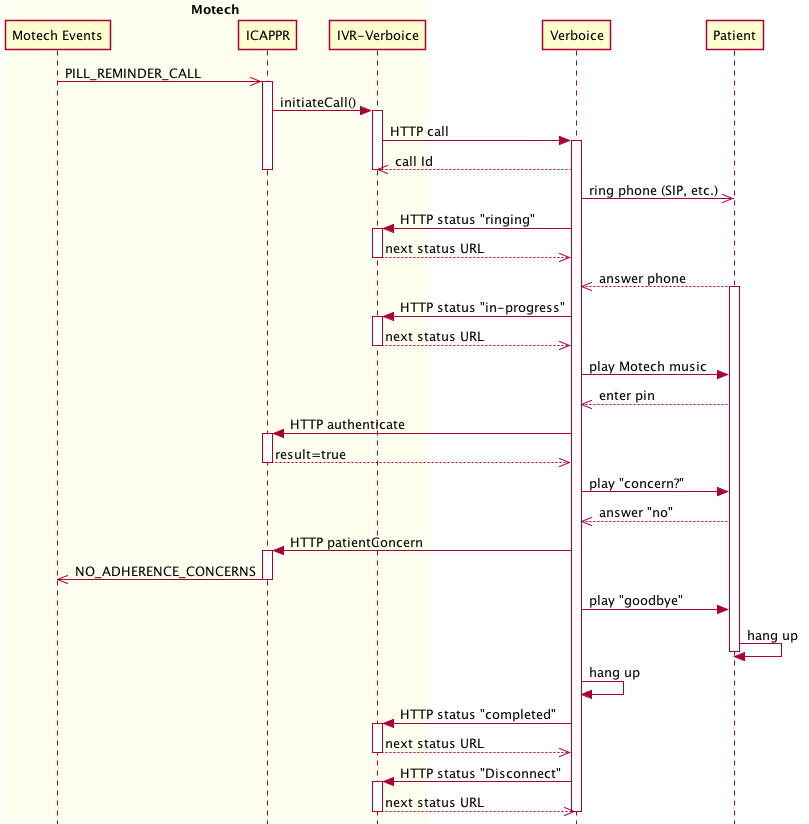 Motech
Motech Events
ICAPPR
IVR-Verboice
Verboice
Patient
PILL_REMINDER_CALL
initiateCall()
HTTP call
call Id
ring phone (SIP, etc.)
HTTP status "ringing"
next status URL
answer phone
HTTP status "in-progress"
next status URL
play Motech music
enter pin
HTTP authenticate
result=true
play "concern?"
answer "no"
HTTP patientConcern
NO_ADHERENCE_CONCERNS
play "goodbye"
hang up
hang up
HTTP status "completed"
next status URL
HTTP status "Disconnect"
next status URL